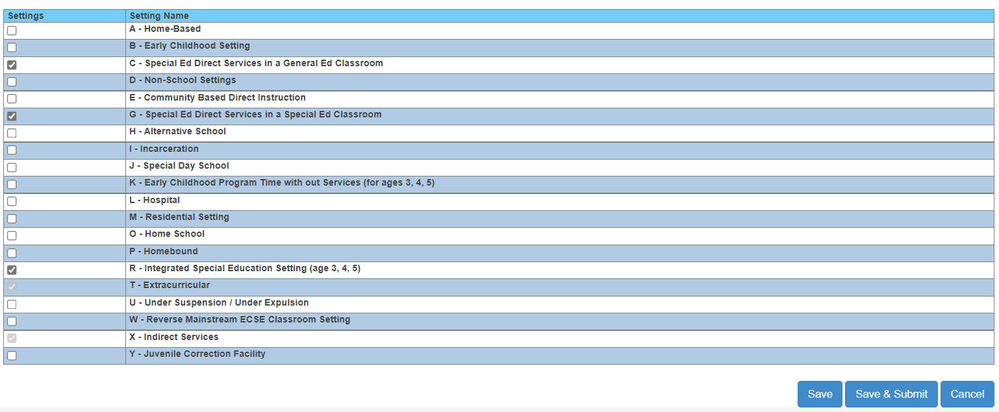 Settings Setting Name
A - Home-Based
B - Early Childhood Setting
C - Special Ed Direct Services in a General Ed Classroom
D - Non-School Settings
E - Community Based Direct Instruction
G - Special Ed Direct Services in a Special Ed Classroom
H - Alternative School
I - Incarceration
J - Special Day School
K - Early Childhood Program Time with out Services (for ages 3, 4, 5)
L - Hospital
M - Residential Setting
O - Home School
P - Homebound
R - Integrated Special Education Setting (age 3, 4, 5)
T - Extracurricular
U - Under Suspension / Under Expulsion
W - Reverse Mainstream ECSE Classroom Setting
X - Indirect Services
Y - Juvenile Correction Facility
Save Save & Submit Cancel